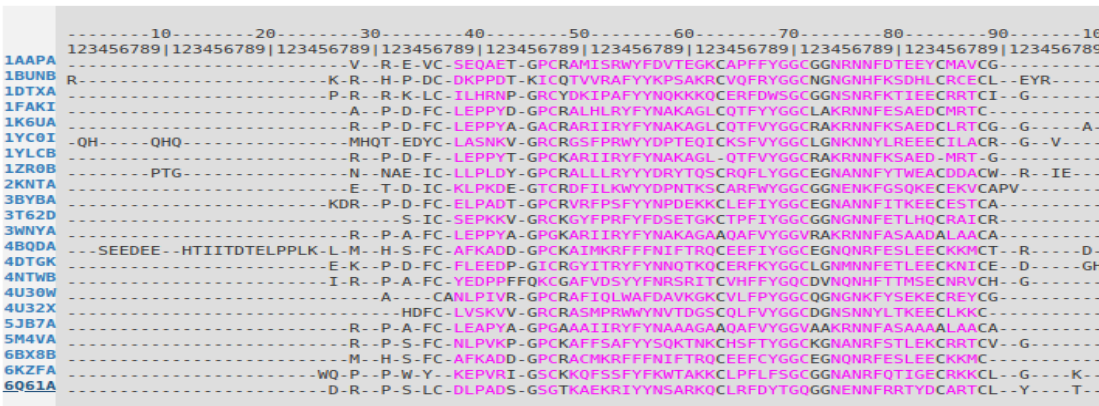 ---------10--------20--------30--------40--------50--------60--------70--------80--------90--------10
123456789|123456789|123456789|123456789|123456789|123456789|123456789|123456789|123456789|123456789
1AAPA ---------------------------V--R-E-VC-SEQAET-GPCRAMISRWYFDVTEGKCAPFFYGGCGGNRNNFDTEEYCMAVCG----------
1BUNB R------------------------K-R--H-P-DC-DKPPDT-KICQTVVRAFYYKPSAKRCVQFRYGGCNGNGNHFKSDHLCRCECL--EYR-----
1DTXA -------------------------P-R--R-K-LC-ILHRNP-GRCYDKIPAFYYNQKKKQCERFDWSGCGGNSNRFKTIEECRRTCI--G-------
1FAKI ---------------------------A--P-D-FC-LEPPYD-GPCRALHLRYFYNAKAGLCQTFYYGGCLAKRNNFESAEDCMRTC-----------
1K6UA ---------------------------R--P-D-FC-LEPPYA-GACRARIIRYFYNAKAGLCQTFVYGGCRAKRNNFKSAEDCLRTCG--G-----A-
1YC0I -QH-----QHQ----------------MHQT-EDYC-LASNKV-GRCRGSFPRWYYDPTEQICKSFVYGGCLGNKNNYLREEECILACR--G--V----
1YLCB ---------------------------R--P-D-F--LEPPYT-GPCKARIIRYFYNAKAGL-QTFVYGGCRAKRNNFKSAED-MRT-G----------
1ZR0B --------PTG----------------N--NAE-IC-LLPLDY-GPCRALLLRYYYDRYTQSCRQFLYGGCEGNANNFYTWEACDDACW--R--IE---
2KNTA ---------------------------E--T-D-IC-KLPKDE-GTCRDFILKWYYDPNTKSCARFWYGGCGGNENKFGSQKECEKVCAPV--------
3BYBA -------------------------KDR--P-D-FC-ELPADT-GPCRVRFPSFYYNPDEKKCLEFIYGGCEGNANNFITKEECESTCA----------
3T62D --------------------------------S-IC-SEPKKV-GRCKGYFPRFYFDSETGKCTPFIYGGCGGNGNNFETLHQCRAICR----------
3WNYA ---------------------------R--P-A-FC-LEPPYA-GPGKARIIRYFYNAKAGAAQAFVYGGVRAKRNNFASAADALAACA----------
4BQDA ---SEEDEE--HTIITDTELPPLK-L-M--H-S-FC-AFKADD-GPCKAIMKRFFFNIFTRQCEEFIYGGCEGNQNRFESLEECKKMCT--R-----D-
4DTGK -------------------------E-K--P-D-FC-FLEEDP-GICRGYITRYFYNNQTKQCERFKYGGCLGNMNNFETLEECKNICE--D-----GH
4NTWB -------------------------I-R--P-A-FC-YEDPPFFQKCGAFVDSYYFNRSRITCVHFFYGQCDVNQNHFTTMSECNRVCH--G-------
4U30W ------------------------------A----CANLPIVR-GPCRAFIQLWAFDAVKGKCVLFPYGGCQGNGNKFYSEKECREYCG----------
4U32X --------------------------------HDFC-LVSKVV-GRCRASMPRWWYNVTDGSCQLFVYGGCDGNSNNYLTKEECLKKC-----------
5JB7A ---------------------------R--P-A-FC-LEAPYA-GPGAAAIIRYFYNAAAGAAQAFVYGGVAAKRNNFASAAAALAACA----------
5M4VA ---------------------------R--P-S-FC-NLPVKP-GPCKAFFSAFYYSQKTNKCHSFTYGGCKGNANRFSTLEKCRRTCV--G-------
6BX8B ---------------------------M--H-S-FC-AFKADD-GPCRACMKRFFFNIFTRQCEEFCYGGCEGNQNRFESLEECKKMC-----------
6KZFA ------------------------WQ-P--P-W-Y--KEPVRI-GSCKKQFSSFYFKWTAKKCLPFLFSGCGGNANRFQTIGECRKKCL--G----K--
6Q61A -------------------------D-R--P-S-LC-DLPADS-GSGTKAEKRIYYNSARKQCLRFDYTGQGGNENNFRRTYDCARTCL--Y----T--